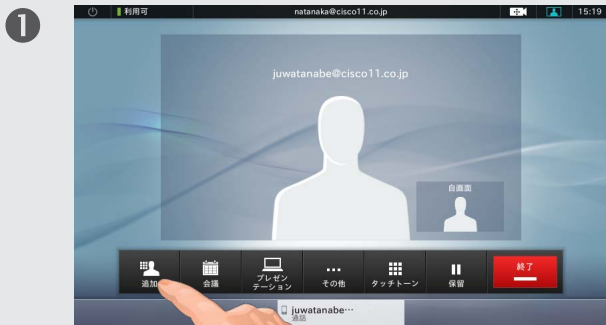 1
利用可
natanaka@cisco11.co.jp
15:19
juwatanabe@cisco11.co.jp
自画面
追加
会議
プレゼン
テーション
その他
タッチトーン
保留
終了
juwatanabe…
通話